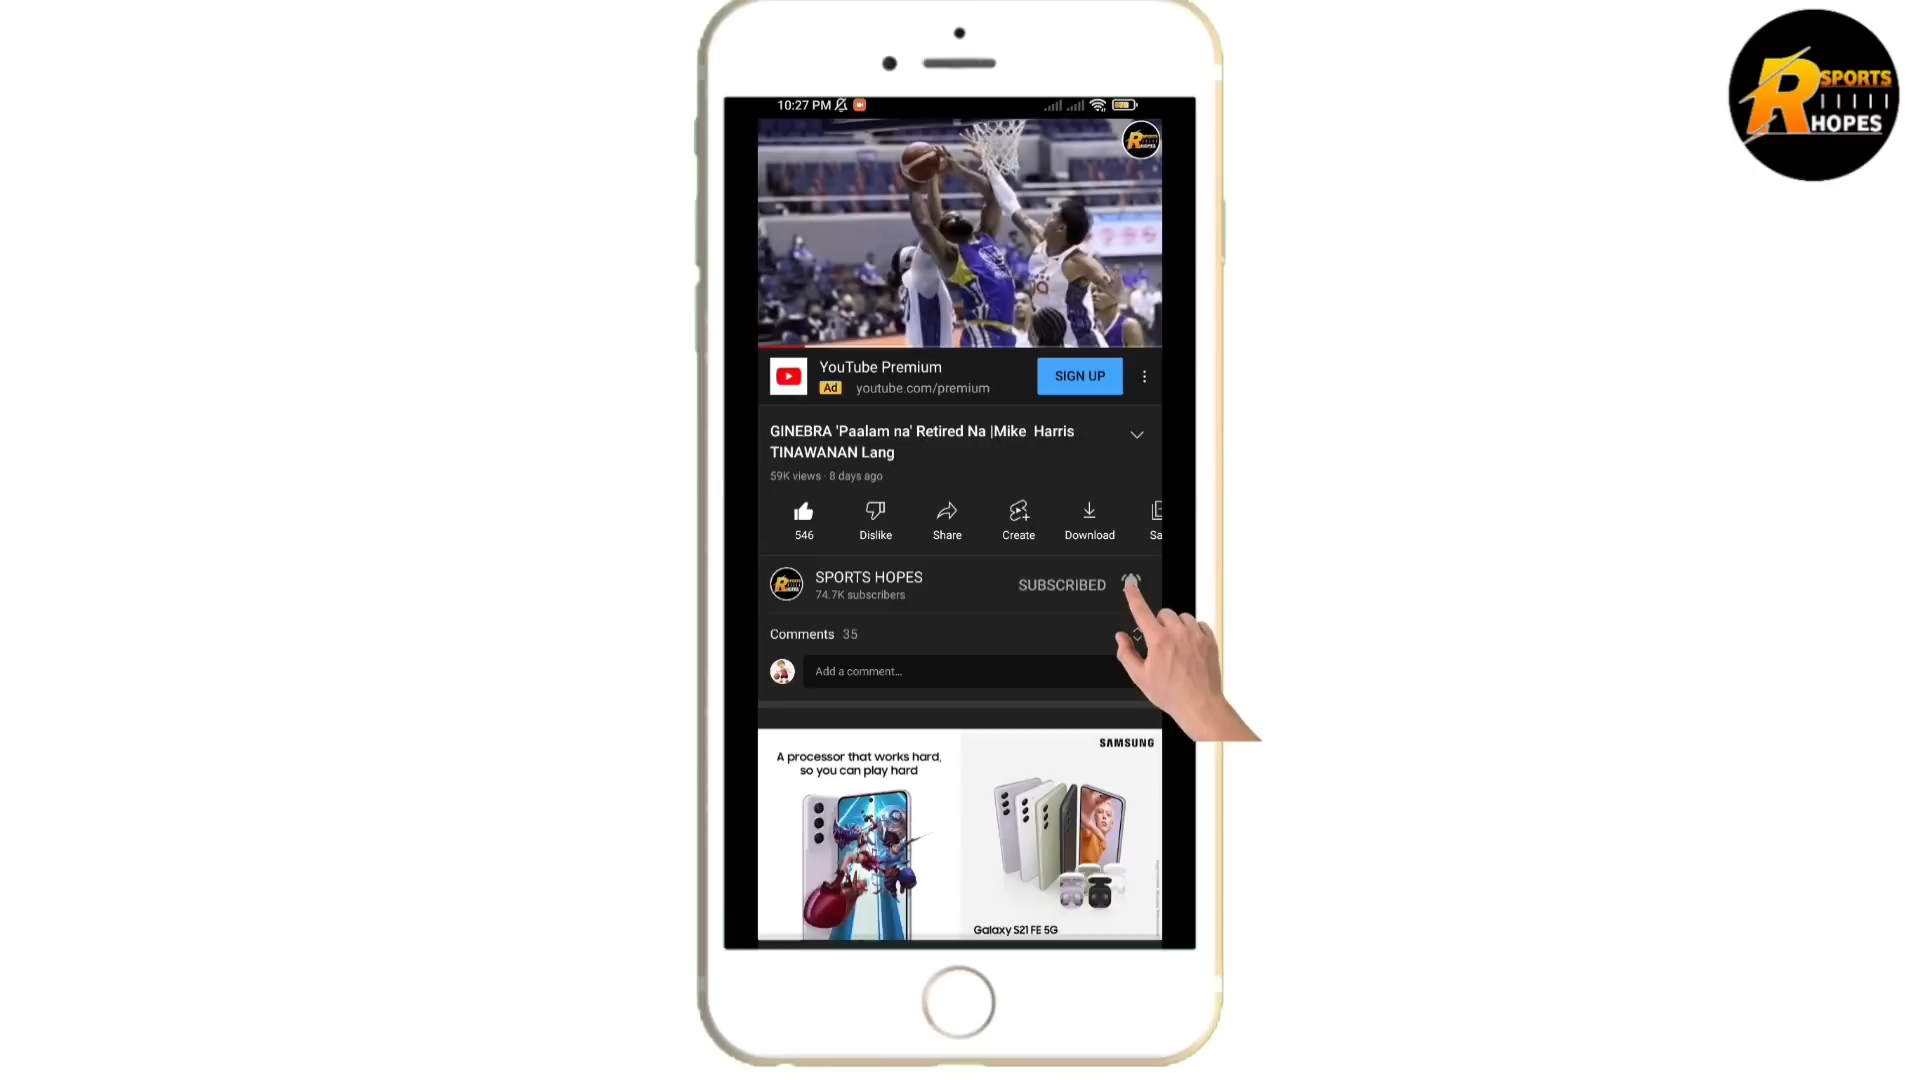 SPORTS
HOPES
10:27 PM
YouTube Premium
Ad youtube.com/premium
SIGN UP
GINEBRA 'Paalam na' Retired Na |Mike Harris
TINAWANAN Lang
59K views · 8 days ago
546 Dislike Share Create Download Sa
SPORTS HOPES
74.7K subscribers
SUBSCRIBED
Comments 35
Add a comment...
A processor that works hard,
so you can play hard
SAMSUNG
Galaxy S21 FE 5G